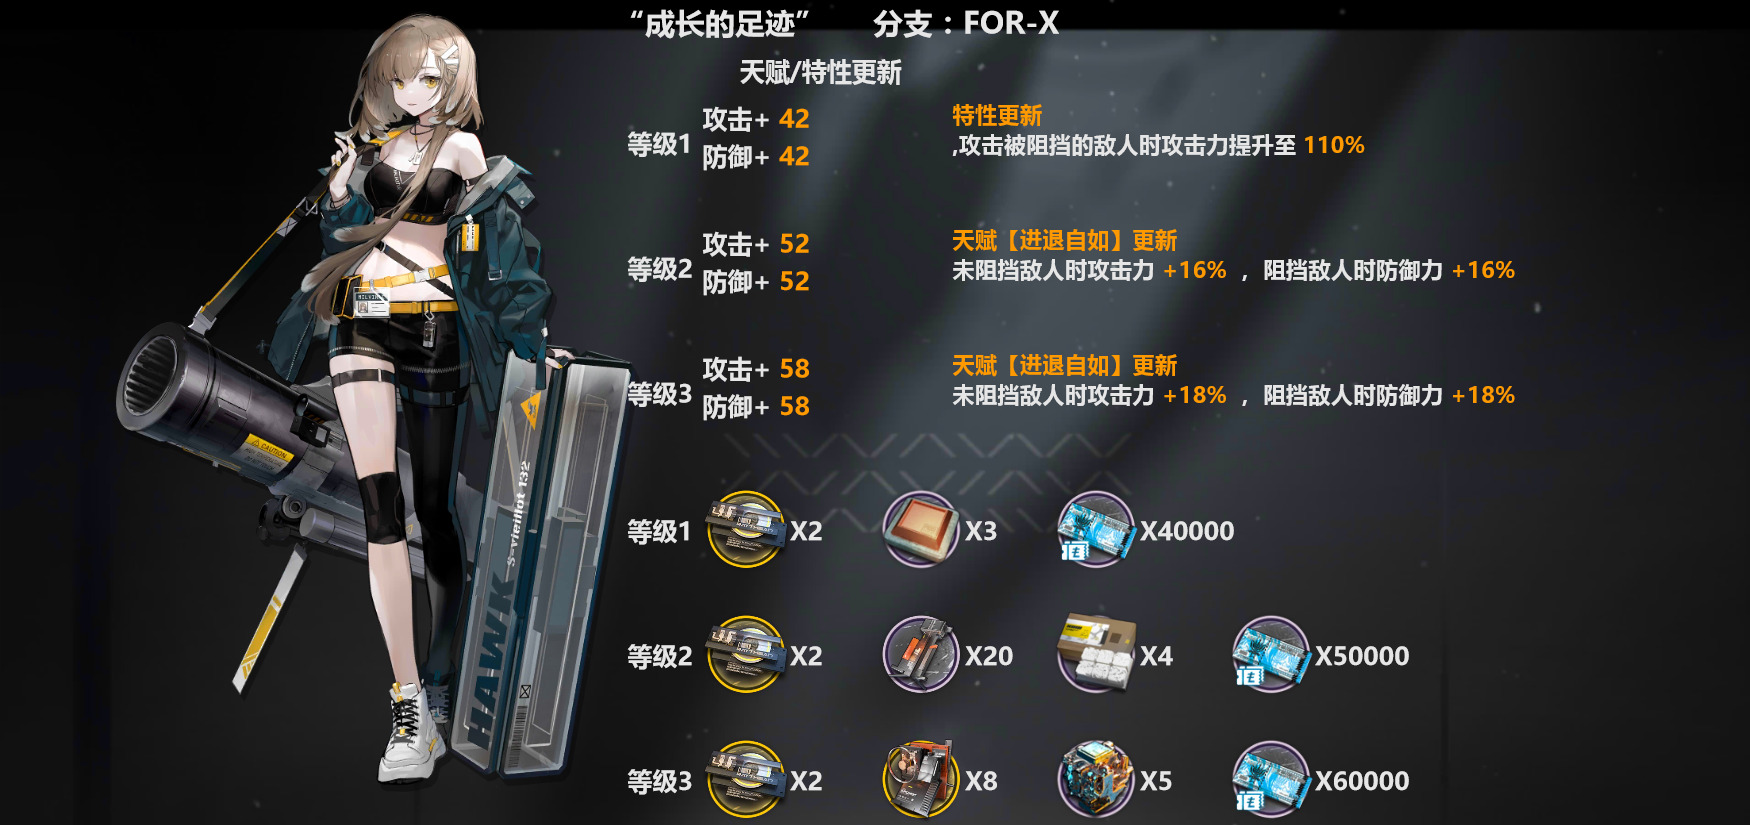 “成长的足迹” 分支：FOR-X
天赋/特性更新
等级1
攻击+ 42
防御+ 42
特性更新
,攻击被阻挡的敌人时攻击力提升至 110%
等级2
攻击+ 52
防御+ 52
天赋【进退自如】更新
未阻挡敌人时攻击力 +16% ，阻挡敌人时防御力 +16%
等级3
攻击+ 58
防御+ 58
天赋【进退自如】更新
未阻挡敌人时攻击力 +18% ，阻挡敌人时防御力 +18%
CAUTION
S-vieillot 132
HAWK
等级1 X2 X3 X40000
等级2 X2 X20 X4 X50000
等级3 X2 X8 X5 X60000